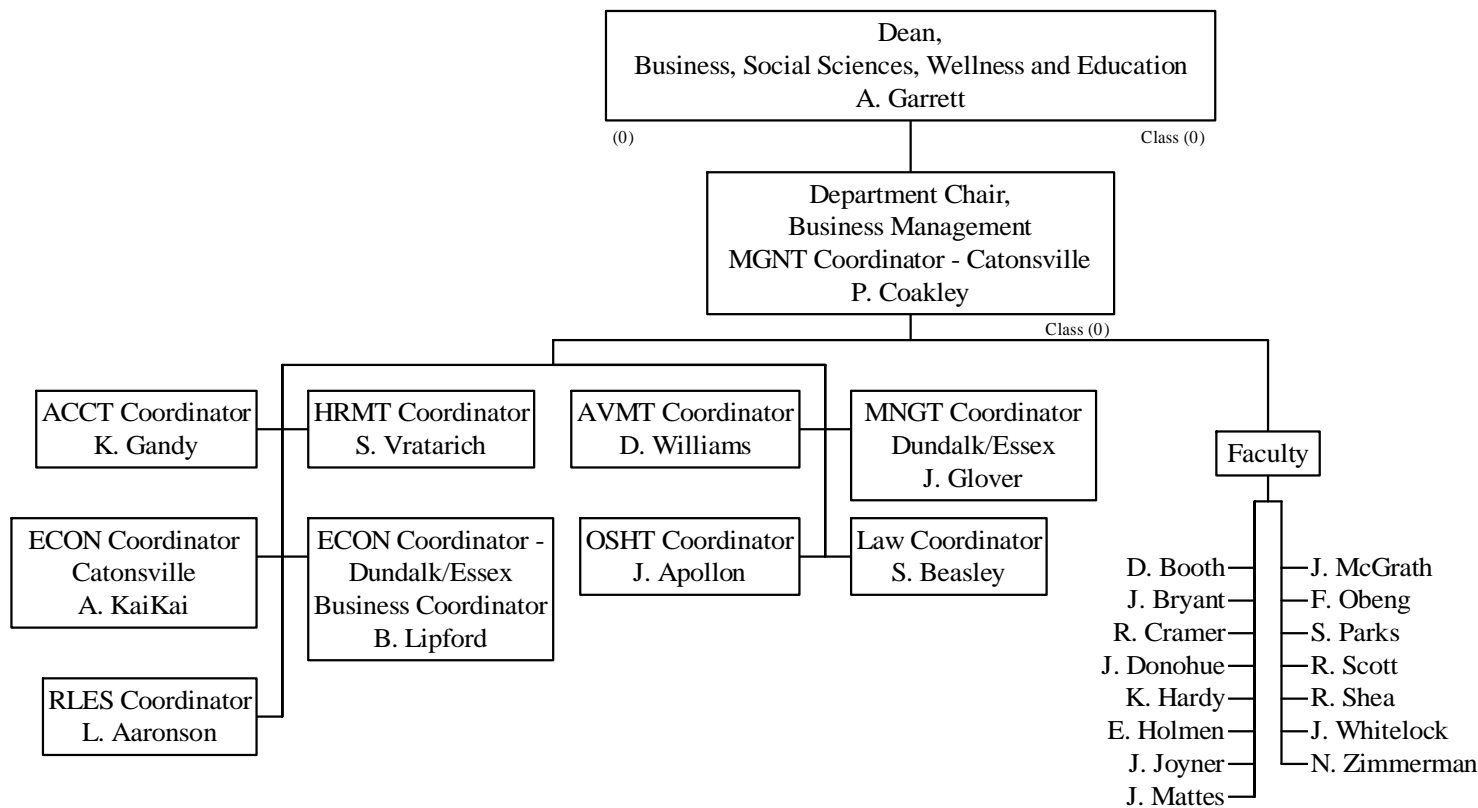 Dean,
Business, Social Sciences, Wellness and Education
A. Garrett
(0)
Class (0)
Department Chair,
Business Management
MGNT Coordinator - Catonsville
P. Coakley
Class (0)
ACCT Coordinator
K. Gandy
HRMT Coordinator
S. Vratarich
AVMT Coordinator
D. Williams
MNGT Coordinator
Dundalk/Essex
J. Glover
Faculty
ECON Coordinator
Catonsville
A. KaiKai
ECON Coordinator -
Dundalk/Essex
Business Coordinator
B. Lipford
OSHT Coordinator
J. Apollon
Law Coordinator
S. Beasley
RLES Coordinator
L. Aaronson
D. Booth
J. Bryant
R. Cramer
J. Donohue
K. Hardy
E. Holmen
J. Joyner
J. Mattes
J. McGrath
F. Obeng
S. Parks
R. Scott
R. Shea
J. Whitelock
N. Zimmerman